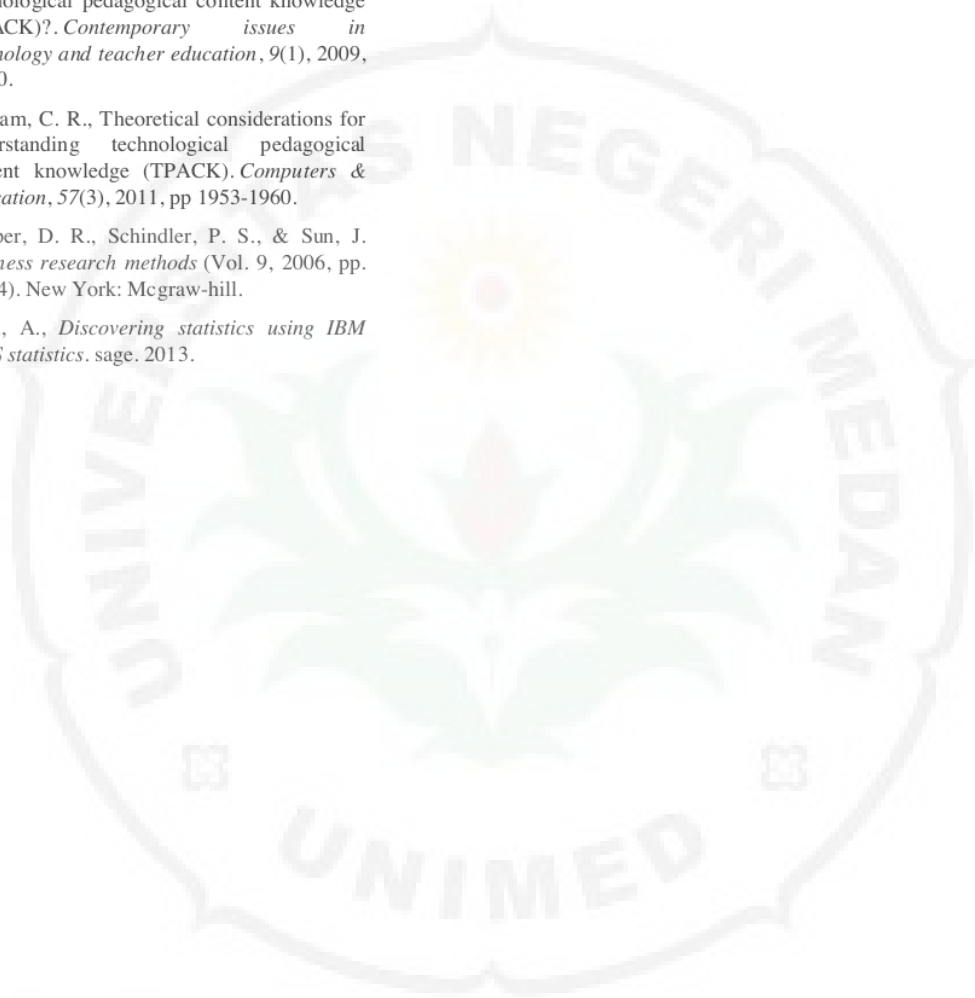 nological pedagogical content knowledge
ACK)?. Contemporary issues in
nology and teacher education, 9(1), 2009,
0.
am, C. R., Theoretical considerations for
rstanding technological pedagogical
ent knowledge (TPACK). Computers &
cation, 57(3), 2011, pp 1953-1960.
per, D. R., Schindler, P. S., & Sun, J.
ness research methods (Vol. 9, 2006, pp.
4). New York: Mcgraw-hill.
., A., Discovering statistics using IBM
S statistics. sage. 2013.
UNIVERSITAS NEGERI MEDAN
UNIMED